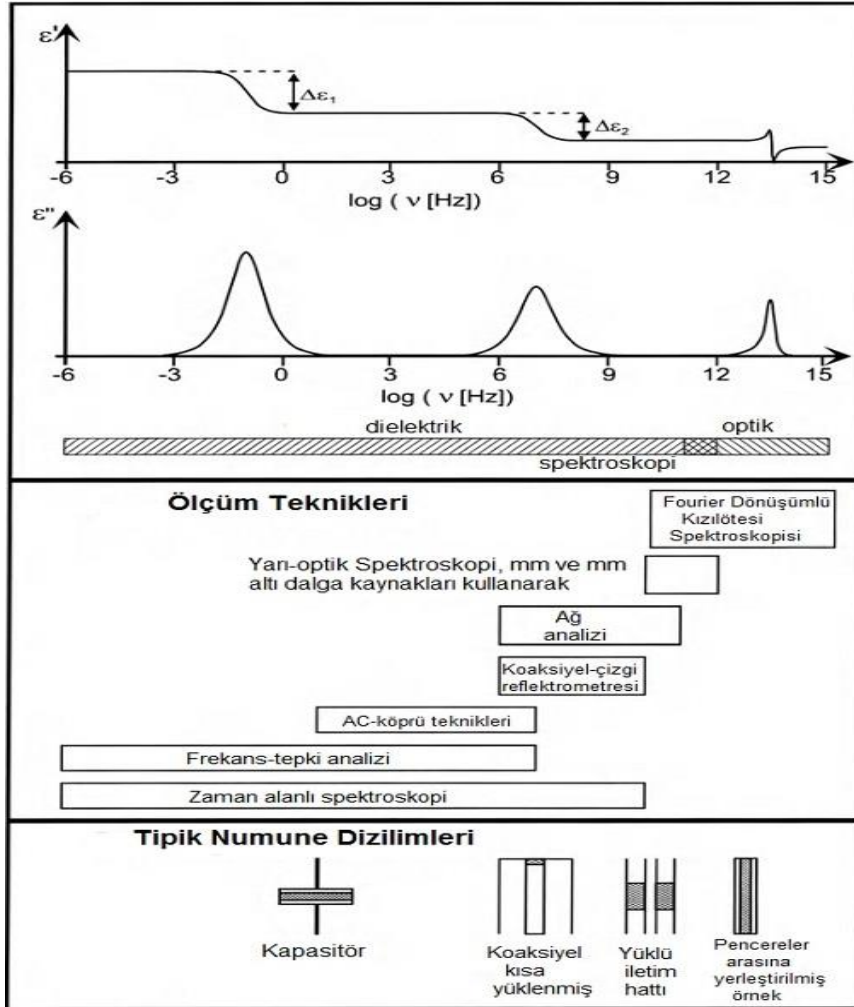 ε'
Δε₁
Δε₂
-6 -3 0 3 6 9 12 15
log ( ν [Hz])
ε"
-6 -3 0 3 6 9 12 15
log ( ν [Hz])
dielektrik optik
spektroskopi
Ölçüm Teknikleri
Fourier Dönüşümlü
Kızılötesi
Spektroskopisi
Yarı-optik Spektroskopi, mm ve mm
altı dalga kaynakları kullanarak
Ağ
analizi
Koaksiyel-çizgi
reflektrometresi
AC-köprü teknikleri
Frekans-tepki analizi
Zaman alanlı spektroskopi
Tipik Numune Dizilimleri
Kapasitör
Koaksiyel
kısa
yüklenmiş
Yüklü
iletim
hattı
Pencereler
arasına
yerleştirilmiş
örnek